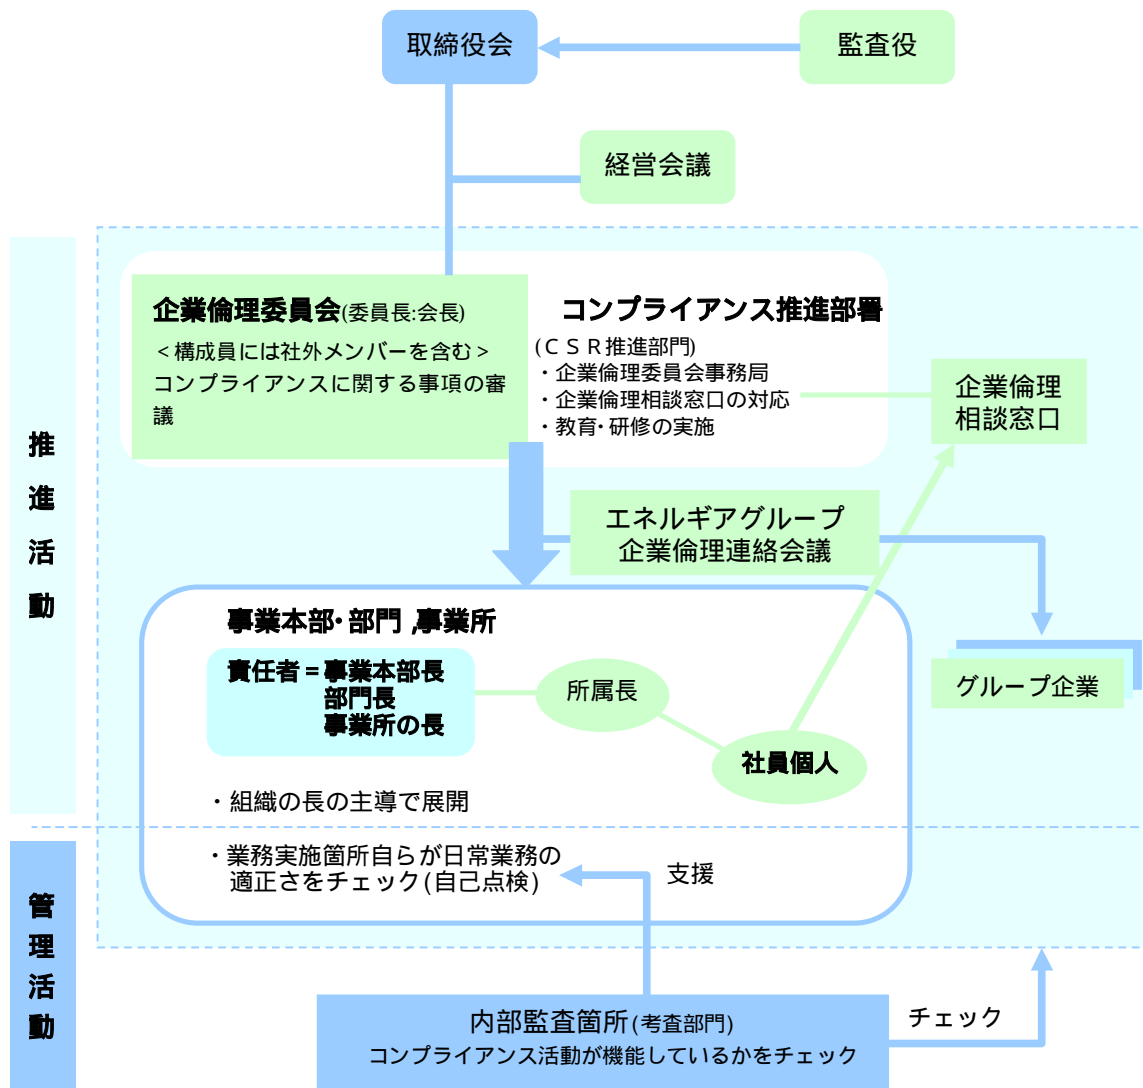 取締役会
監査役
経営会議
推進活動
企業倫理委員会(委員長:会長)
<構成員には社外メンバーを含む>
コンプライアンスに関する事項の審
議
コンプライアンス推進部署
(ＣＳＲ推進部門)
・企業倫理委員会事務局
・企業倫理相談窓口の対応
・教育・研修の実施
企業倫理
相談窓口
エネルギアグループ
企業倫理連絡会議
事業本部・部門,事業所
責任者=事業本部長
部門長
事業所の長
所属長
社員個人
グループ企業
・組織の長の主導で展開
管理活動
・業務実施箇所自らが日常業務の
適正さをチェック(自己点検)
支援
内部監査箇所(考査部門)
コンプライアンス活動が機能しているかをチェック
チェック